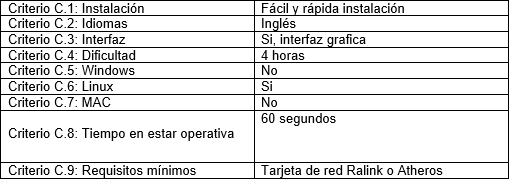 Criterio C.1: Instalación Fácil y rápida instalación
Criterio C.2: Idiomas Inglés
Criterio C.3: Interfaz Si, interfaz grafica
Criterio C.4: Dificultad 4 horas
Criterio C.5: Windows No
Criterio C.6: Linux Si
Criterio C.7: MAC No
Criterio C.8: Tiempo en estar operativa 60 segundos
Criterio C.9: Requisitos mínimos Tarjeta de red Ralink o Atheros